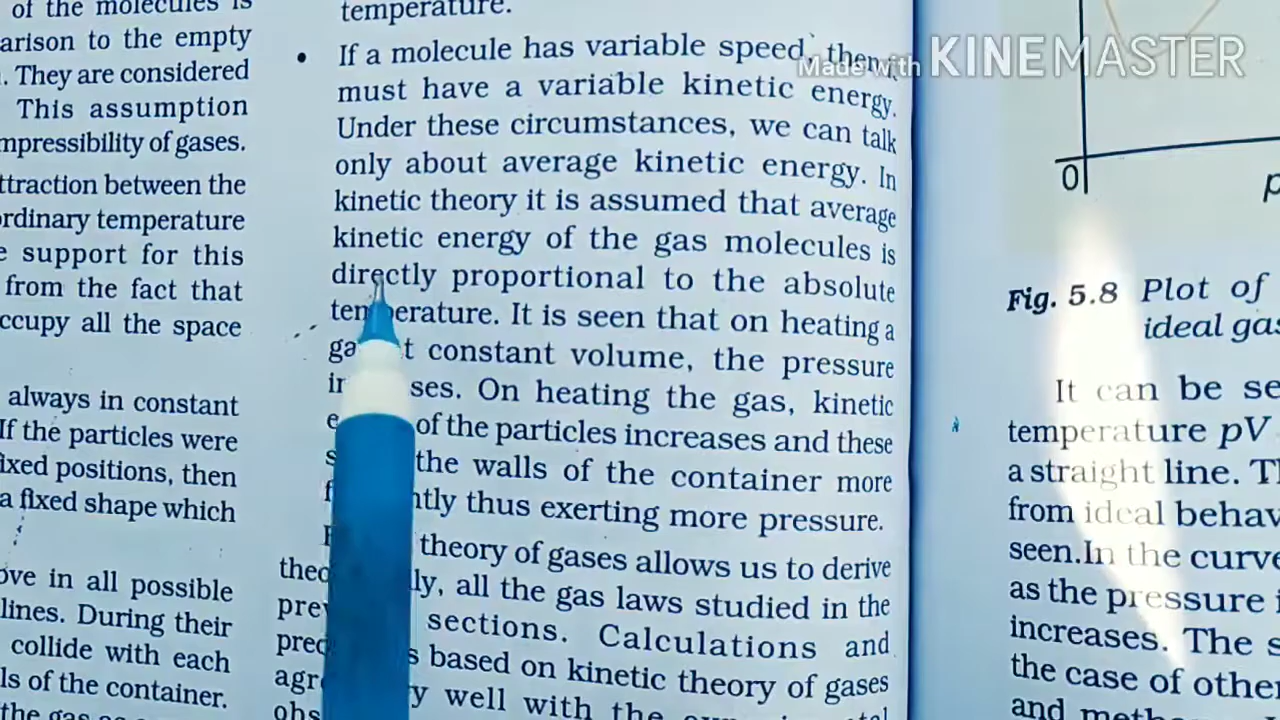 of the molecules is
arison to the empty
. They are considered
This assumption
mpressibility of gases.
ttraction between the
ordinary temperature
e support for this
from the fact that
ccupy all the space
always in constant
If the particles were
ixed positions, then
a fixed shape which
ove in all possible
lines. During their
collide with each
ls of the container.
the gas
temperature.
• If a molecule has variable speed, then
must have a variable kinetic energy.
Under these circumstances, we can talk
only about average kinetic energy. In
kinetic theory it is assumed that average
kinetic energy of the gas molecules is
directly proportional to the absolute
temperature. It is seen that on heating a
ga t constant volume, the pressure
ses. On heating the gas, kinetic
e of the particles increases and these
s the walls of the container more
f ntly thus exerting more pressure.
theory of gases allows us to derive
theo ly, all the gas laws studied in the
pre sections. Calculations and
pred s based on kinetic theory of gases
agr y well with the
obs
Made with KINEMASTER
0
p
Fig. 5.8 Plot of
ideal gas
It can be se
temperature pV
a straight line. Th
from ideal behav
seen.In the curve
as the pressure i
increases. The s
the case of other
and